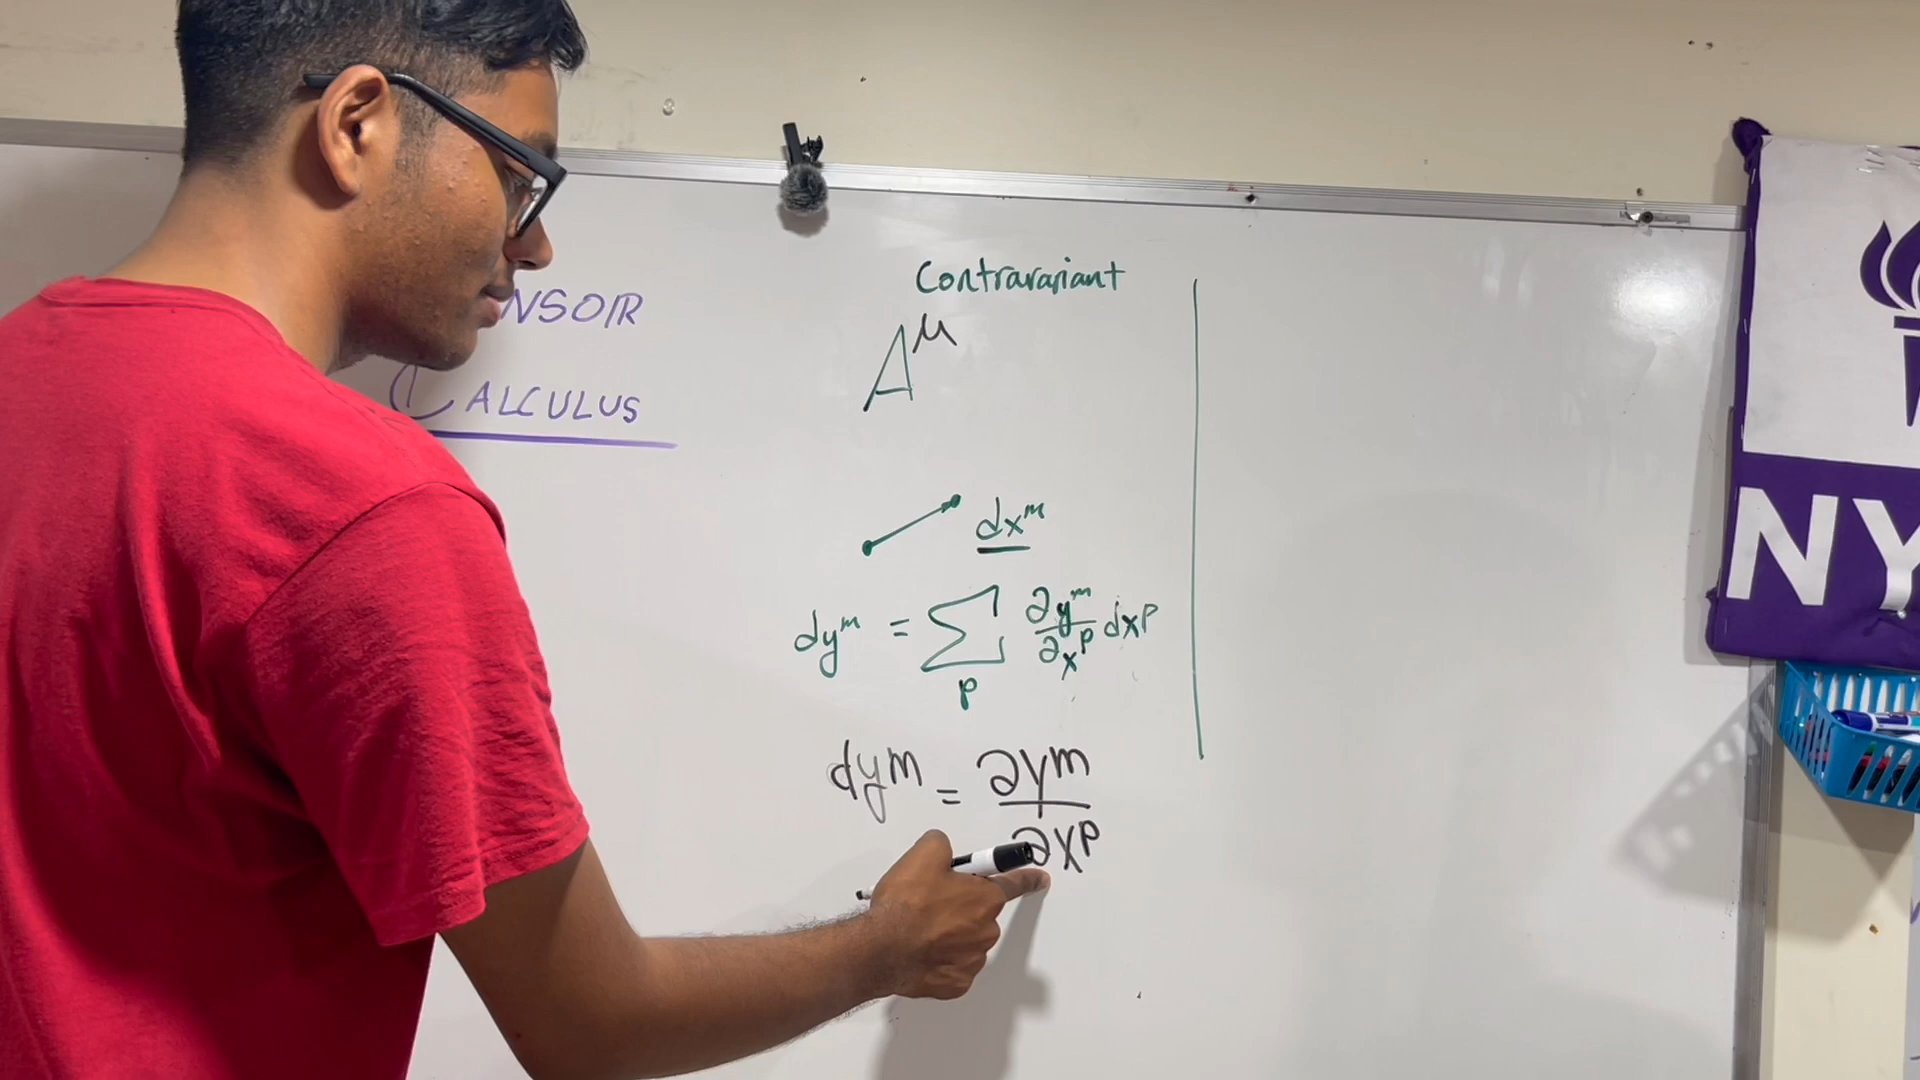 NSOR
CALCULUS
Contravariant
A^μ
dx^m
dy^m = ∑_p ∂y^m/∂x^p dx^p
dy^m = ∂y^m/∂x^p
NY